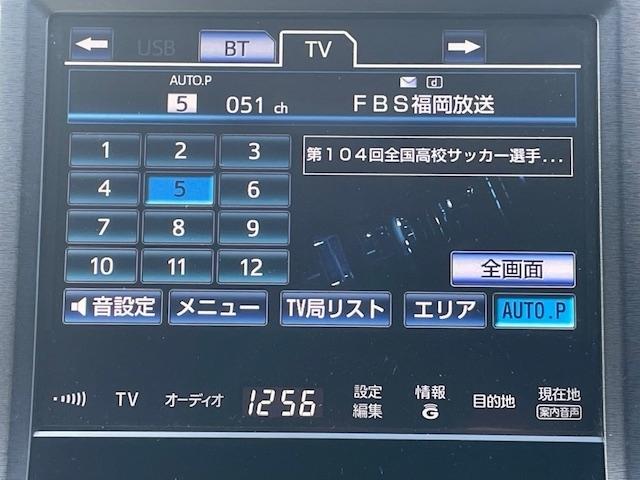 USB BT TV
AUTO.P
5 051 ch FBS福岡放送
1 2 3
第104回全国高校サッカー選手...
4 5 6
7 8 9
10 11 12
全画面
音設定 メニュー TV局リスト エリア AUTO.P
TV オーディオ 1256 設定編集 情報G 目的地 現在地
案内音声